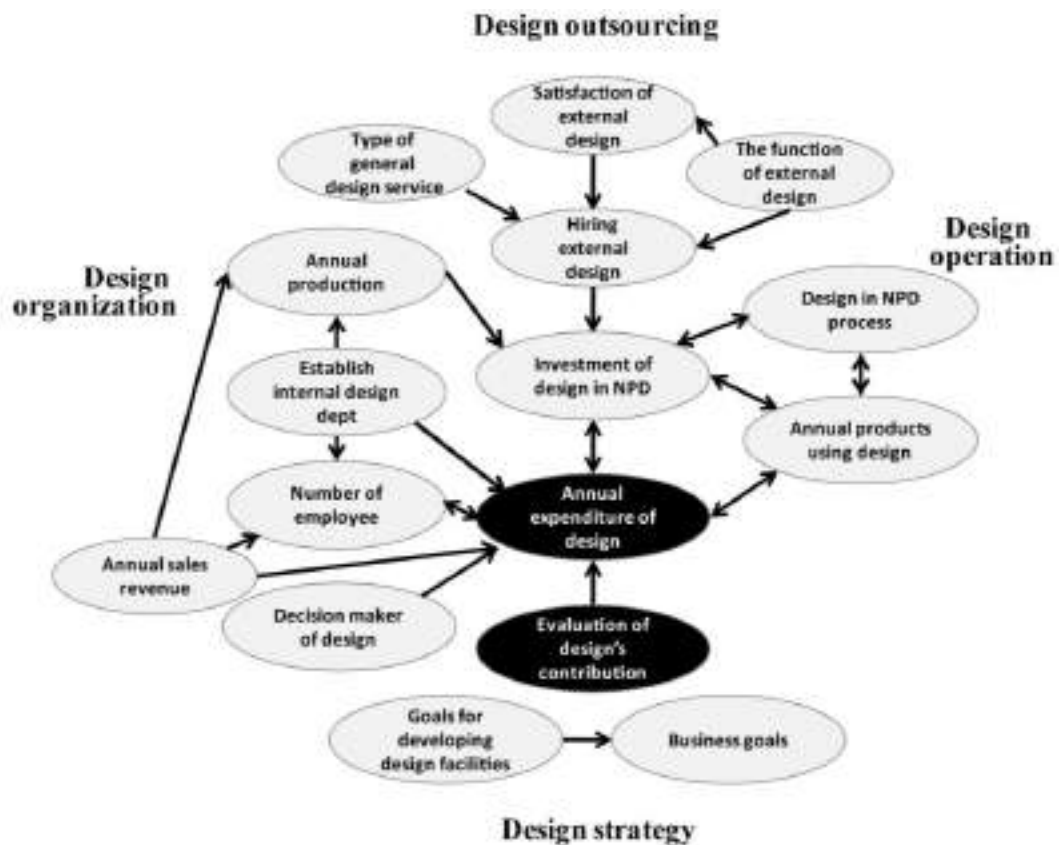 Design outsourcing
Satisfaction of
external
design
Type of
general
design service
The function
of external
design
Hiring
external
design
Design
operation
Design
organization
Annual
production
Design in NPD
process
Establish
internal design
dept
Investment of
design in NPD
Annual products
using design
Number of
employee
Annual
expenditure of
design
Annual sales
revenue
Decision maker
of design
Evaluation of
design's
contribution
Goals for
developing
design facilities
Business goals
Design strategy